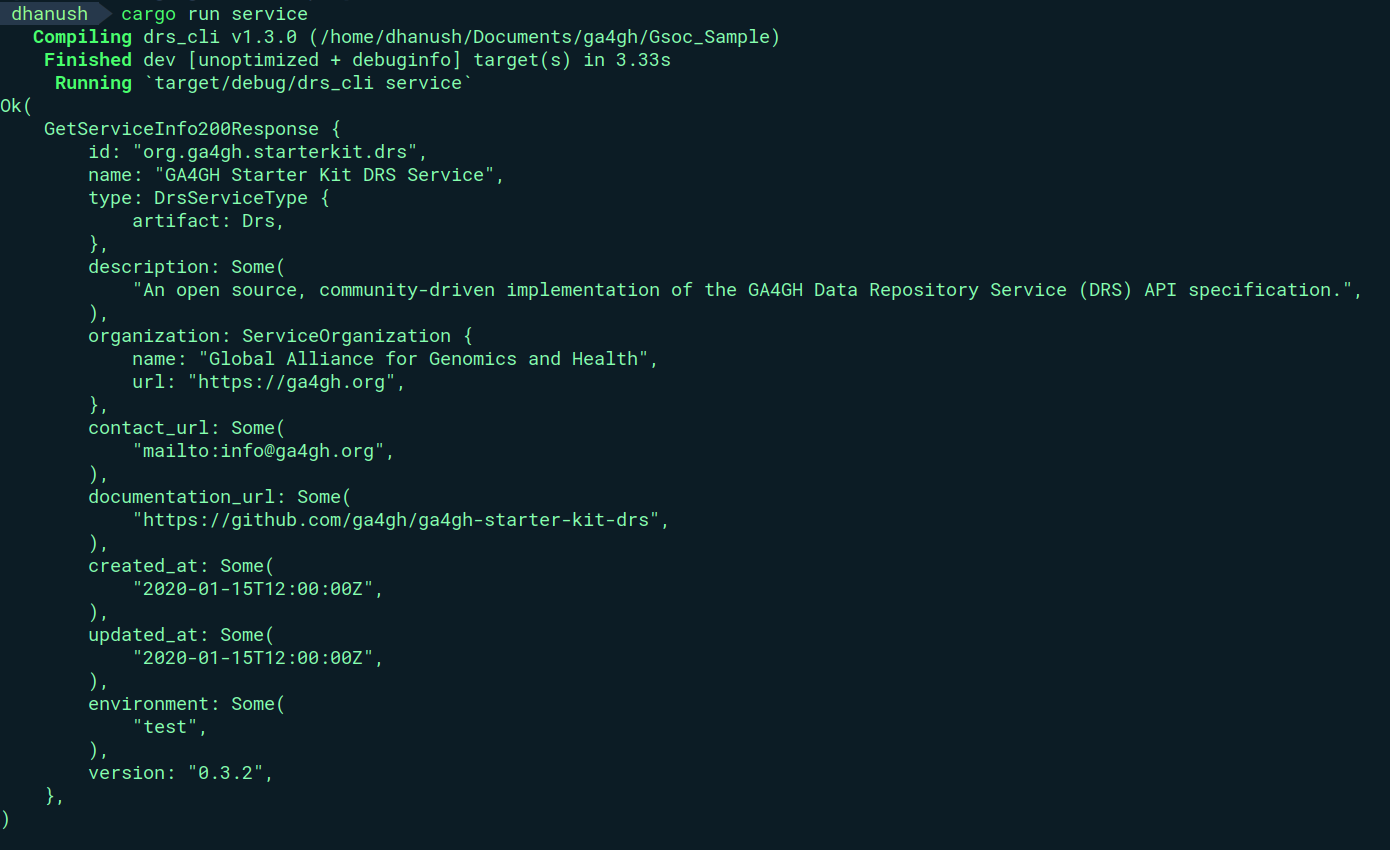 dhanush cargo run service
   Compiling drs_cli v1.3.0 (/home/dhanush/Documents/ga4gh/Gsoc_Sample)
    Finished dev [unoptimized + debuginfo] target(s) in 3.33s
     Running `target/debug/drs_cli service`
Ok(
    GetServiceInfo200Response {
        id: "org.ga4gh.starterkit.drs",
        name: "GA4GH Starter Kit DRS Service",
        type: DrsServiceType {
            artifact: Drs,
        },
        description: Some(
            "An open source, community-driven implementation of the GA4GH Data Repository Service (DRS) API specification.",
        ),
        organization: ServiceOrganization {
            name: "Global Alliance for Genomics and Health",
            url: "https://ga4gh.org",
        },
        contact_url: Some(
            "mailto:info@ga4gh.org",
        ),
        documentation_url: Some(
            "https://github.com/ga4gh/ga4gh-starter-kit-drs",
        ),
        created_at: Some(
            "2020-01-15T12:00:00Z",
        ),
        updated_at: Some(
            "2020-01-15T12:00:00Z",
        ),
        environment: Some(
            "test",
        ),
        version: "0.3.2",
    },
)